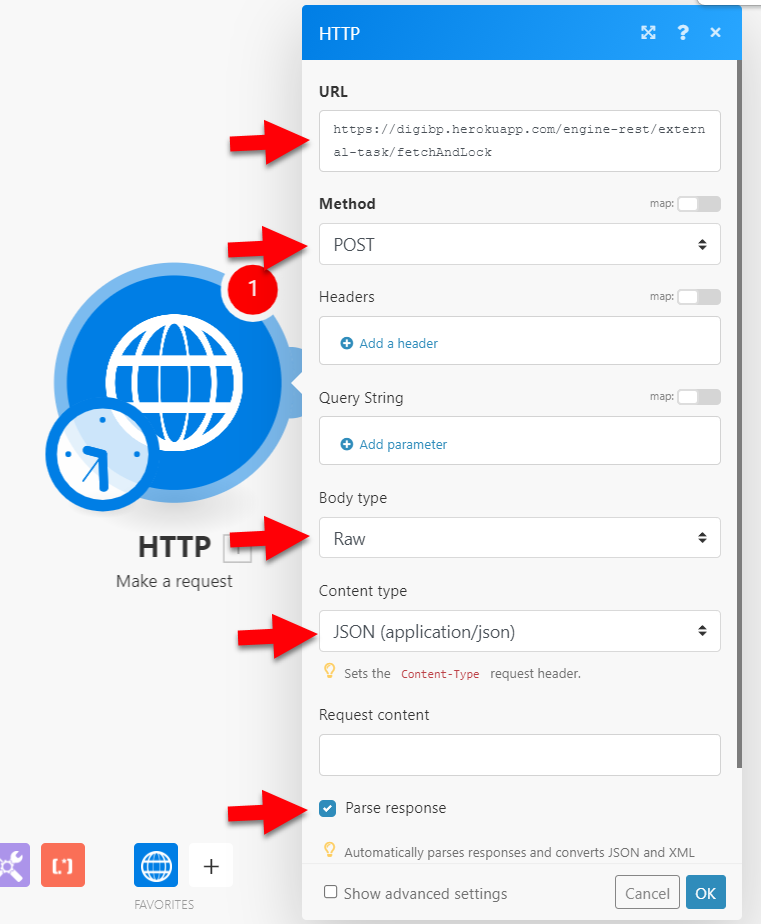 HTTP
URL
https://digibp.herokuapp.com/engine-rest/extern
al-task/fetchAndLock
Method
map:
POST
Headers
map:
Add a header
Query String
map:
Add parameter
Body type
Raw
Content type
JSON (application/json)
Sets the Content-Type request header.
Request content
Parse response
Automatically parses responses and converts JSON and XML
Show advanced settings
Cancel
OK
1
HTTP
Make a request
FAVORITES